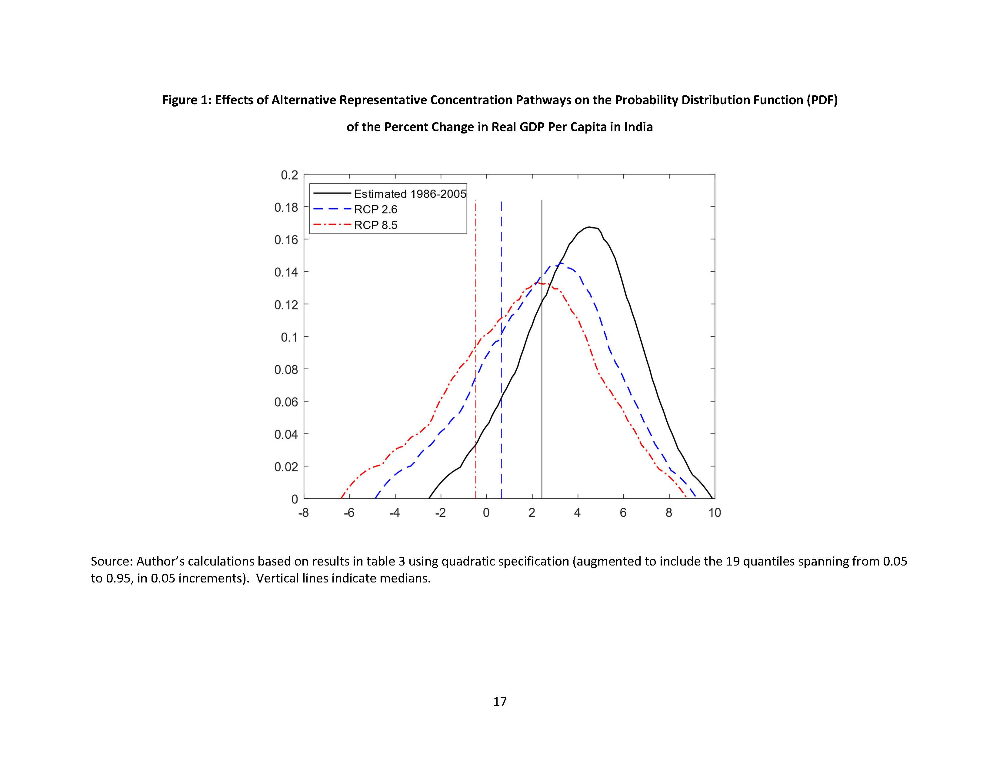 Figure 1: Effects of Alternative Representative Concentration Pathways on the Probability Distribution Function (PDF)
of the Percent Change in Real GDP Per Capita in India
0.2
0.18
0.16
0.14
0.12
0.1
0.08
0.06
0.04
0.02
0
Estimated 1986-2005
RCP 2.6
RCP 8.5
-8 -6 -4 -2 0 2 4 6 8 10
Source: Author’s calculations based on results in table 3 using quadratic specification (augmented to include the 19 quantiles spanning from 0.05
to 0.95, in 0.05 increments).  Vertical lines indicate medians.
17